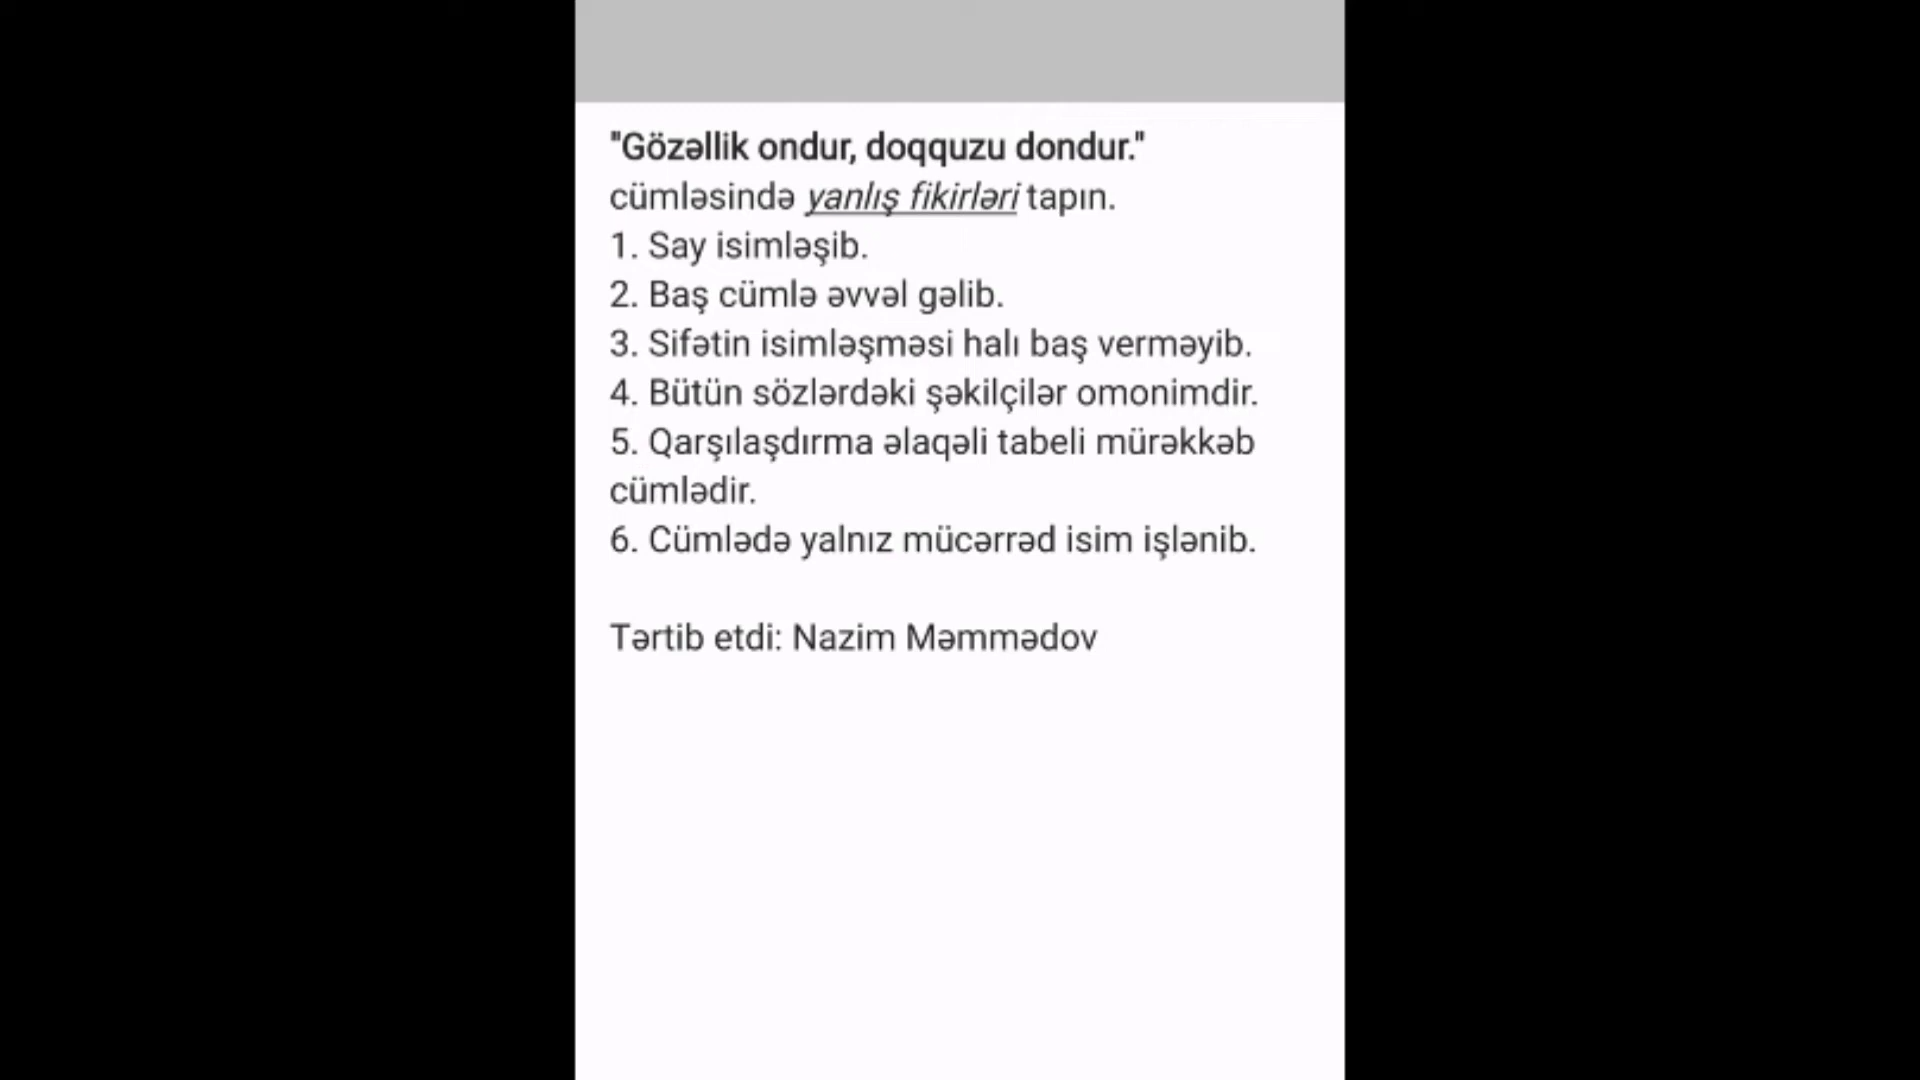 "Gözəllik ondur, doqquzu dondur."
cümləsində yanlış fikirləri tapın.
1. Say isimləşib.
2. Baş cümlə əvvəl gəlib.
3. Sifətin isimləşməsi halı baş verməyib.
4. Bütün sözlərdəki şəkilçilər omonimdir.
5. Qarşılaşdırma əlaqəli tabeli mürəkkəb
cümlədir.
6. Cümlədə yalnız mücərrəd isim işlənib.
Tərtib etdi: Nazim Məmmədov